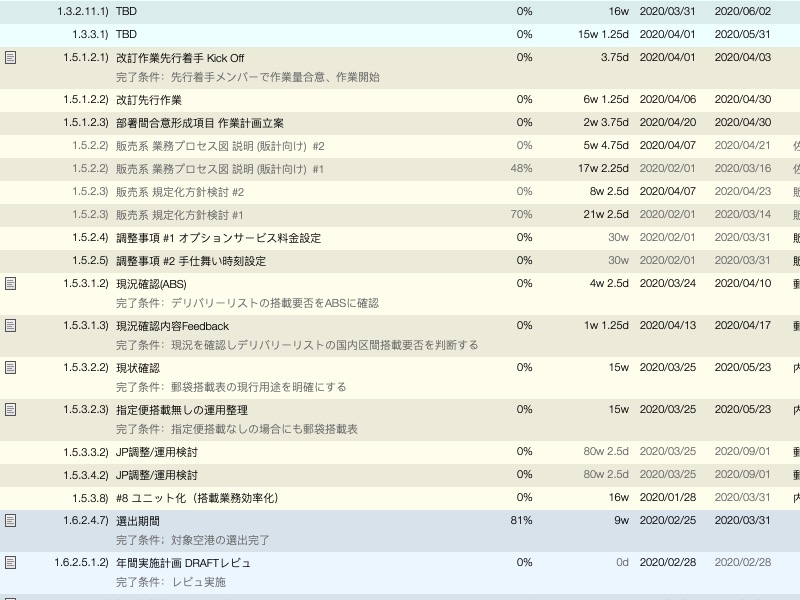 1.3.2.11.1) TBD 0% 16w 2020/03/31 2020/06/02
1.3.3.1) TBD 0% 15w 1.25d 2020/04/01 2020/05/31
1.5.1.2.1) 改訂作業先行着手 Kick Off 0% 3.75d 2020/04/01 2020/04/03
完了条件: 先行着手メンバーで作業量合意、作業開始
1.5.1.2.2) 改訂先行作業 0% 6w 1.25d 2020/04/06 2020/04/30
1.5.1.2.3) 部署間合意形成項目 作業計画立案 0% 2w 3.75d 2020/04/20 2020/04/30
1.5.2.2) 販売系 業務プロセス図 説明 (販計向け) #2 0% 5w 4.75d 2020/04/07 2020/04/21
1.5.2.2) 販売系 業務プロセス図 説明 (販計向け) #1 48% 17w 2.25d 2020/02/01 2020/03/16
1.5.2.3) 販売系 規定化方針検討 #2 0% 8w 2.5d 2020/04/07 2020/04/23
1.5.2.3) 販売系 規定化方針検討 #1 70% 21w 2.5d 2020/02/01 2020/03/14
1.5.2.4) 調整事項 #1 オプションサービス料金設定 0% 30w 2020/02/01 2020/03/31
1.5.2.5) 調整事項 #2 手仕舞い時刻設定 0% 30w 2020/02/01 2020/03/31
1.5.3.1.2) 現況確認(ABS) 0% 4w 2.5d 2020/03/24 2020/04/10
完了条件: デリバリーリストの搭載要否をABSに確認
1.5.3.1.3) 現況確認内容Feedback 0% 1w 1.25d 2020/04/13 2020/04/17
完了条件: 現況を確認しデリバリーリストの国内区間搭載要否を判断する
1.5.3.2.2) 現状確認 0% 15w 2020/03/25 2020/05/23
完了条件: 郵袋搭載表の現行用途を明確にする
1.5.3.2.3) 指定便搭載無しの運用整理 0% 15w 2020/03/25 2020/05/23
完了条件: 指定便搭載なしの場合にも郵袋搭載表
1.5.3.3.2) JP調整/運用検討 0% 80w 2.5d 2020/03/25 2020/09/01
1.5.3.4.2) JP調整/運用検討 0% 80w 2.5d 2020/03/25 2020/09/01
1.5.3.8) #8 ユニット化（搭載業務効率化） 0% 16w 2020/01/28 2020/03/31
1.6.2.4.7) 選出期間 81% 9w 2020/02/25 2020/03/31
完了条件; 対象空港の選出完了
1.6.2.5.1.2) 年間実施計画 DRAFTレビュ 0% 0d 2020/02/28 2020/02/28
完了条件: レビュ実施